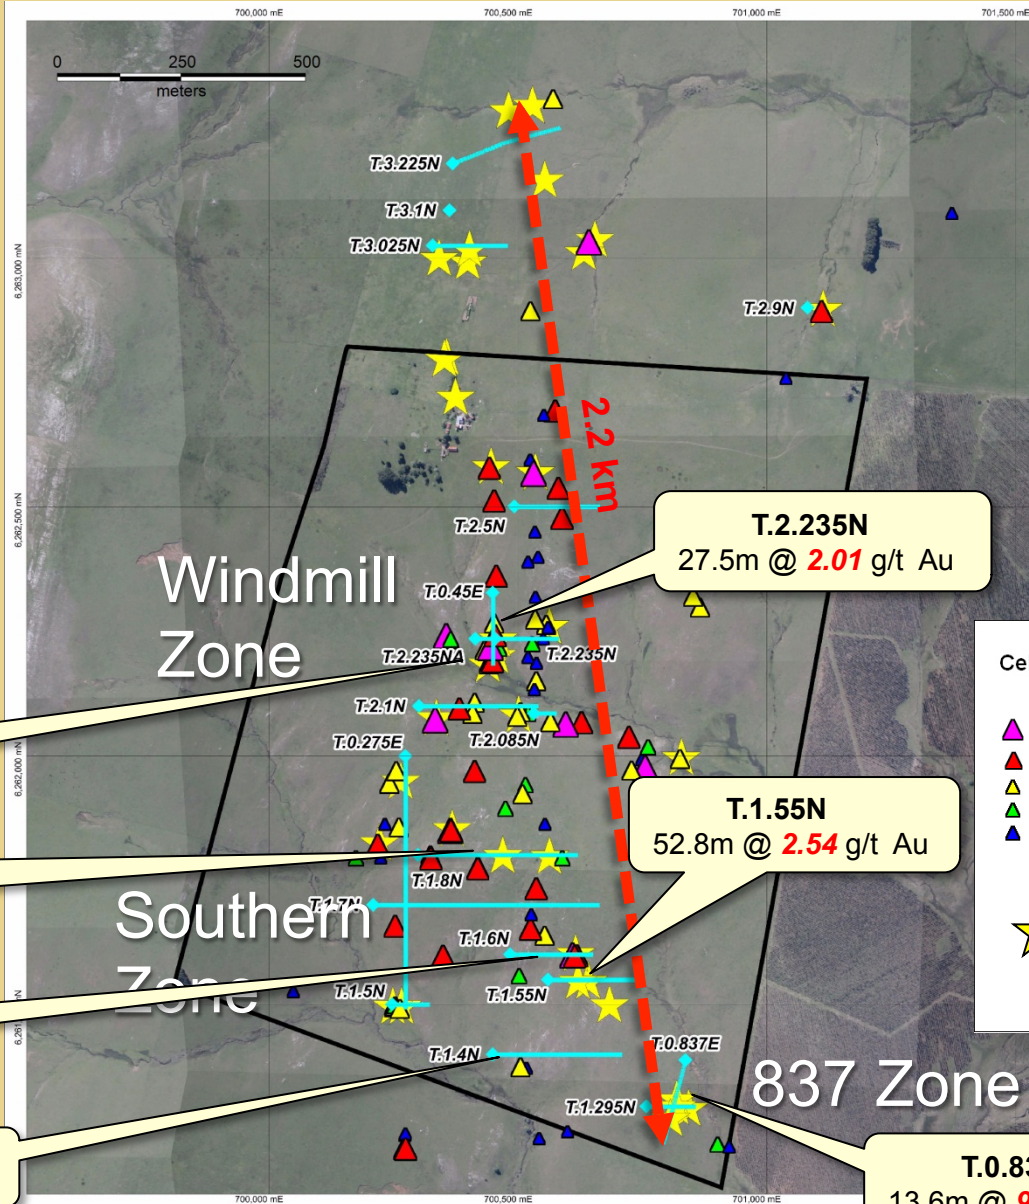 700,000 mE
700,500 mE
701,000 mE
701,500 mE
0 250 500
meters
T.3.225N
T.3.1N
T.3.025N
6,263,000 mN
T.2.9N
2.2 km
6,262,500 mN
T.2.5N
T.2.235N
27.5m @ 2.01 g/t Au
Windmill
Zone
T.0.45E
T.2.235NA
T.2.235N
T.2.1N
T.2.085N
T.0.275E
6,262,000 mN
T.1.55N
52.8m @ 2.54 g/t Au
T.1.8N
Southern
Zone
T.1.7N
T.1.6N
T.1.5N
T.1.55N
T.1.4N
T.0.837E
837 Zone
T.1.295N
13.6m @
700,000 mE
700,500 mE
701,000 mE